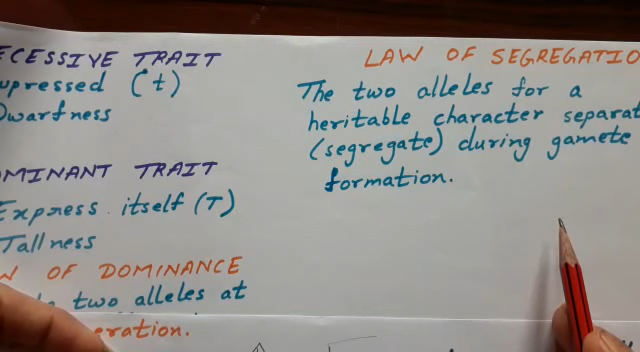 ECESSIVE TRAIT
upressed (t)
Dwarfness
OMINANT TRAIT
Express itself (T)
Tallness
W OF DOMINANCE
two alleles at
eration.
LAW OF SEGREGATIO
The two alleles for a
heritable character separat
(segregate) during gamete
formation.